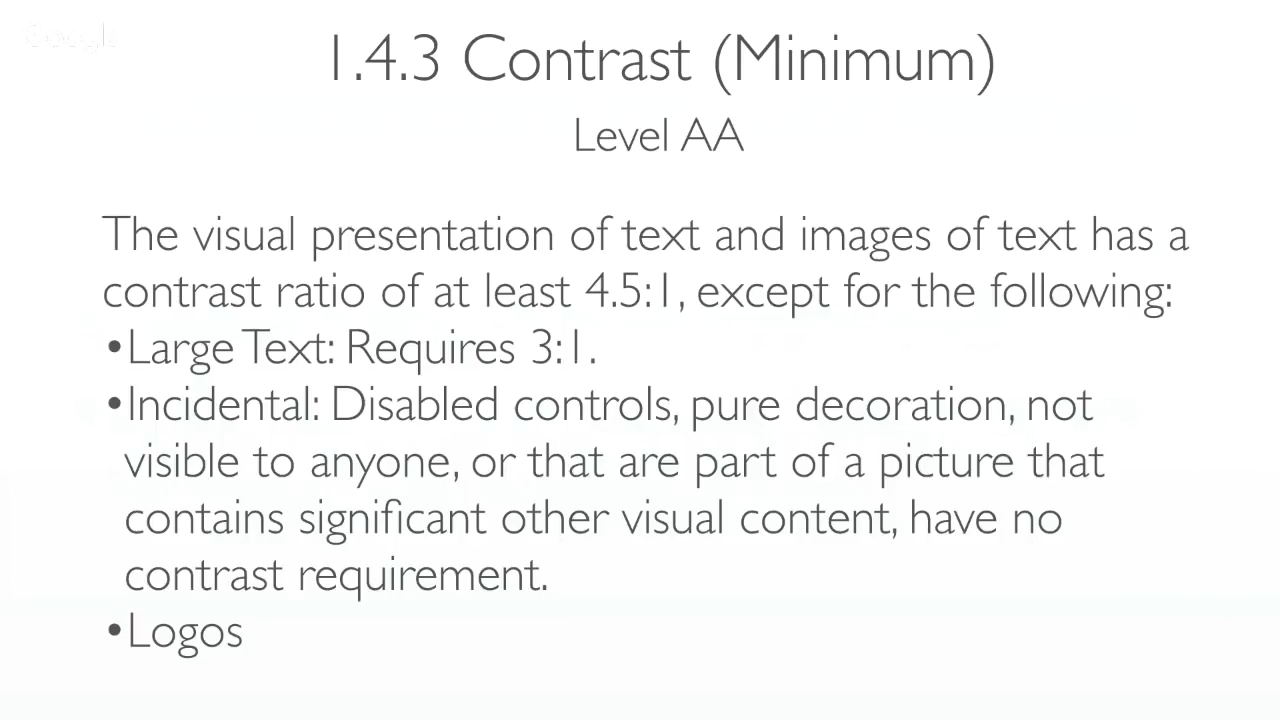 Google
1.4.3 Contrast (Minimum)
Level AA
The visual presentation of text and images of text has a
contrast ratio of at least 4.5:1, except for the following:
•Large Text: Requires 3:1.
•Incidental: Disabled controls, pure decoration, not
visible to anyone, or that are part of a picture that
contains significant other visual content, have no
contrast requirement.
•Logos